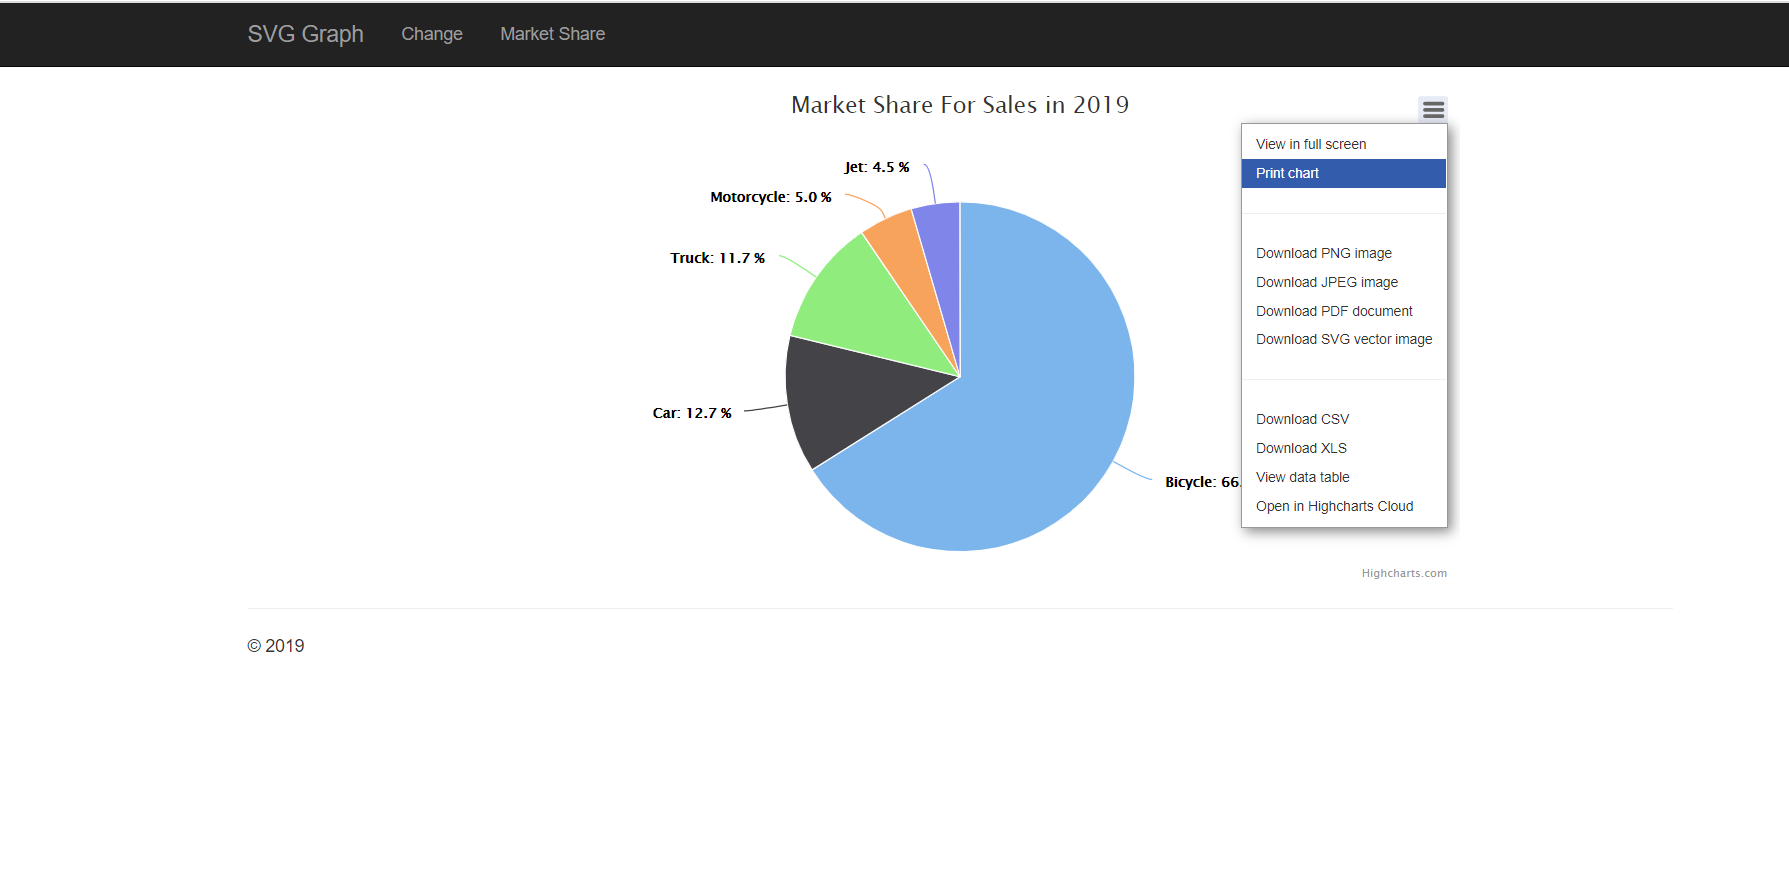 SVG Graph Change Market Share
Market Share For Sales in 2019
View in full screen
Print chart
Download PNG image
Download JPEG image
Download PDF document
Download SVG vector image
Download CSV
Download XLS
View data table
Open in Highcharts Cloud
Jet: 4.5 %
Motorcycle: 5.0 %
Truck: 11.7 %
Car: 12.7 %
Bicycle: 66.
Highcharts.com
© 2019